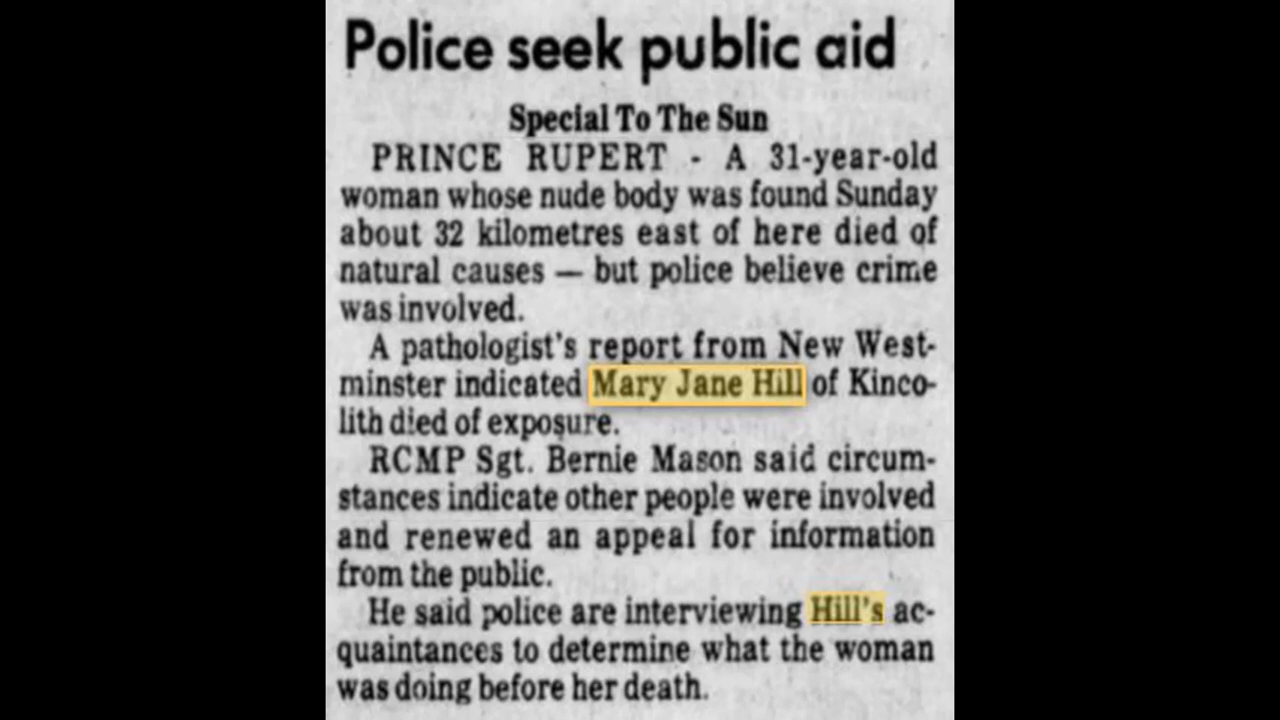 Police seek public aid
Special To The Sun
PRINCE RUPERT - A 31-year-old
woman whose nude body was found Sunday
about 32 kilometres east of here died of
natural causes — but police believe crime
was involved.
A pathologist's report from New West-
minster indicated Mary Jane Hill of Kinco-
lith died of exposure.
RCMP Sgt. Bernie Mason said circum-
stances indicate other people were involved
and renewed an appeal for information
from the public.
He said police are interviewing Hill's ac-
quaintances to determine what the woman
was doing before her death.